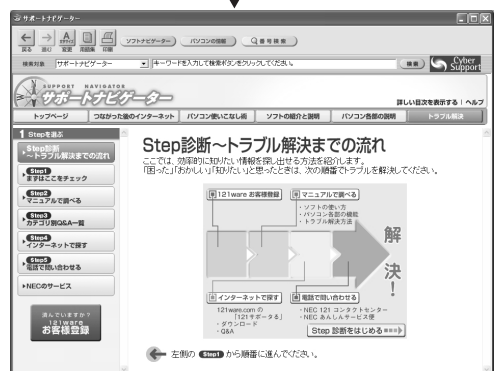 サポートナビゲーター
戻る 進む 変更 用語集 印刷
ソフトナビゲーター パソコンの情報 番号検索
検索対象 サポートナビゲーター キーワードを入力して検索ボタンをクリックしてください。 検索 Cyber Support
SUPPORT NAVIGATOR
サポートナビゲーター
詳しい目次を表示する | ヘルプ
トップページ つながった後のインターネット パソコン使いこなし術 ソフトの紹介と説明 パソコン各部の説明 トラブル解決
1 Stepを選ぶ
Step診断
～トラブル解決までの流れ
Step1
まずはここをチェック
Step2
マニュアルで調べる
Step3
カテゴリ別Q&A一覧
Step4
インターネットで探す
Step5
電話で問い合わせる
NECのサービス
済んでいますか?
121ware
お客様登録
Step診断～トラブル解決までの流れ
ここでは、効率的に知りたい情報を探し出せる方法を紹介します。
「困った」「おかしい」「知りたい」と思ったときは、次の順番でトラブルを解決してください。
121ware お客様登録
マニュアルで調べる
・ソフトの使い方
・パソコン各部の機能
・トラブル解決方法
解決!
インターネットで探す
121ware.comの
「121サポートる」
・ダウンロード
・Q&A
電話で問い合わせる
・NEC 121 コンタクトセンター
・NEC あんしんサービス便
Step 診断をはじめる
左側の Step1 から順番に進んでください。